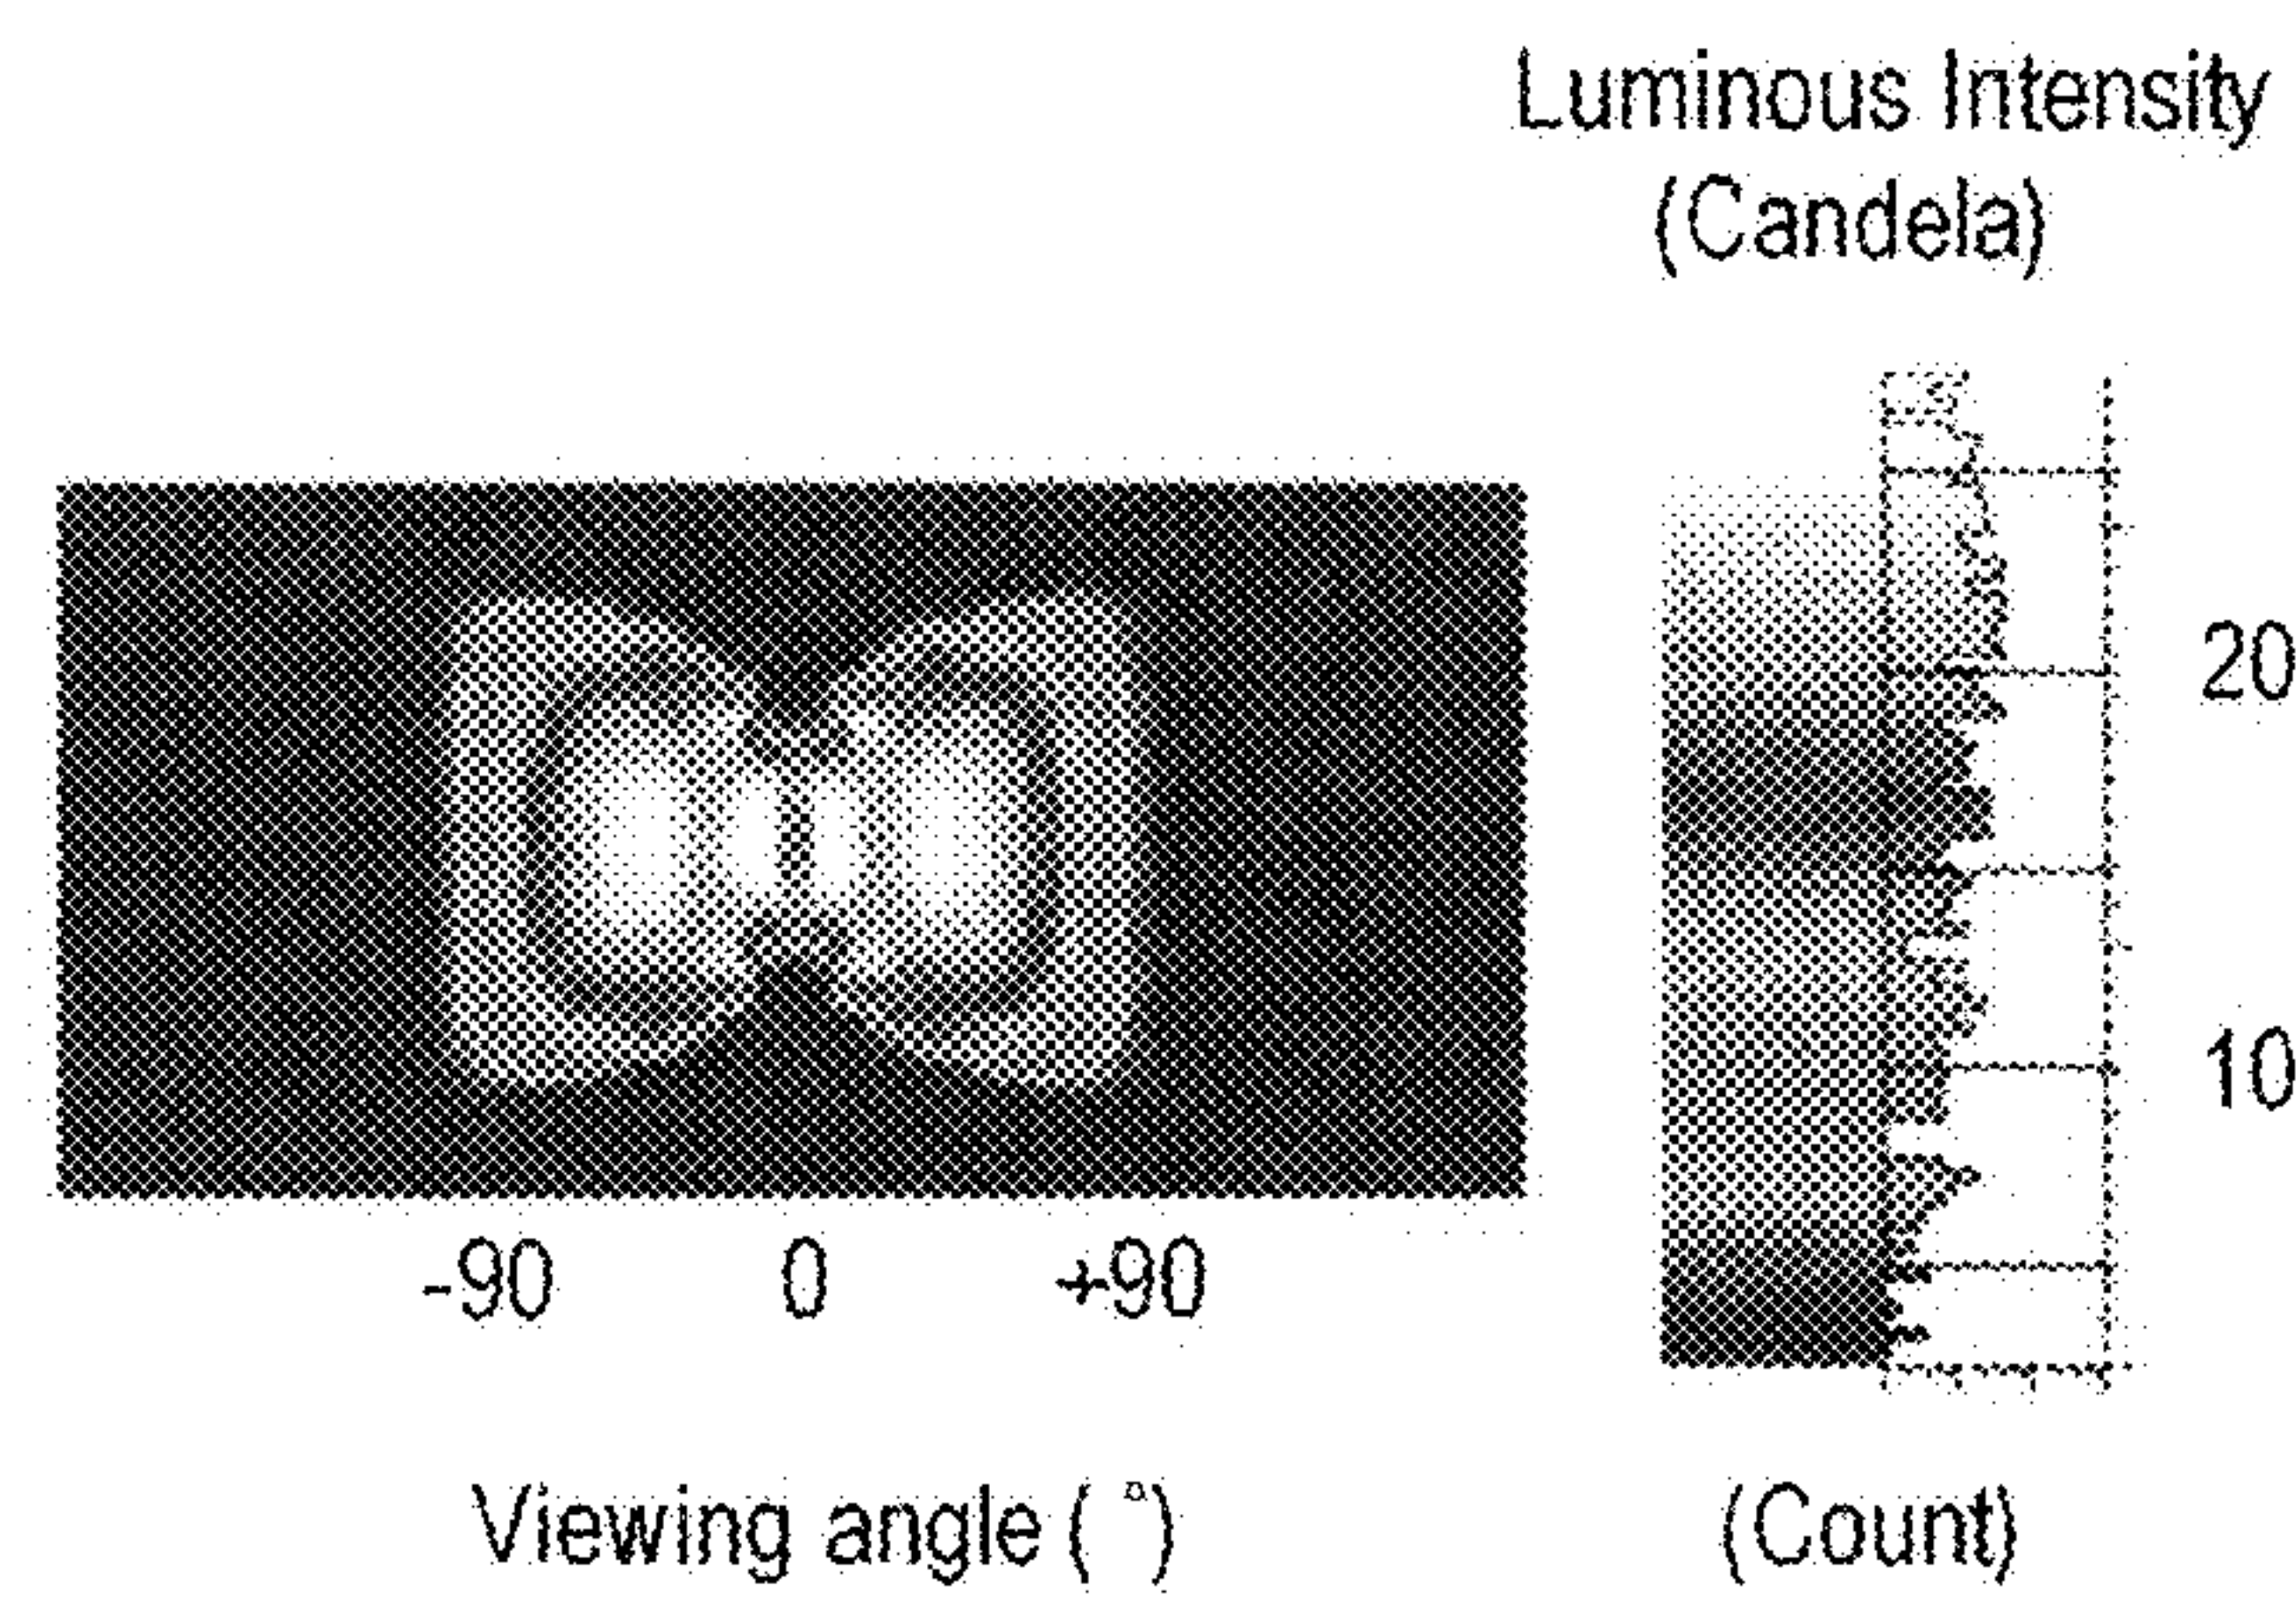 Luminous Intensity
(Candela)
20
10
-90 0 +90
Viewing angle ( °)
(Count)